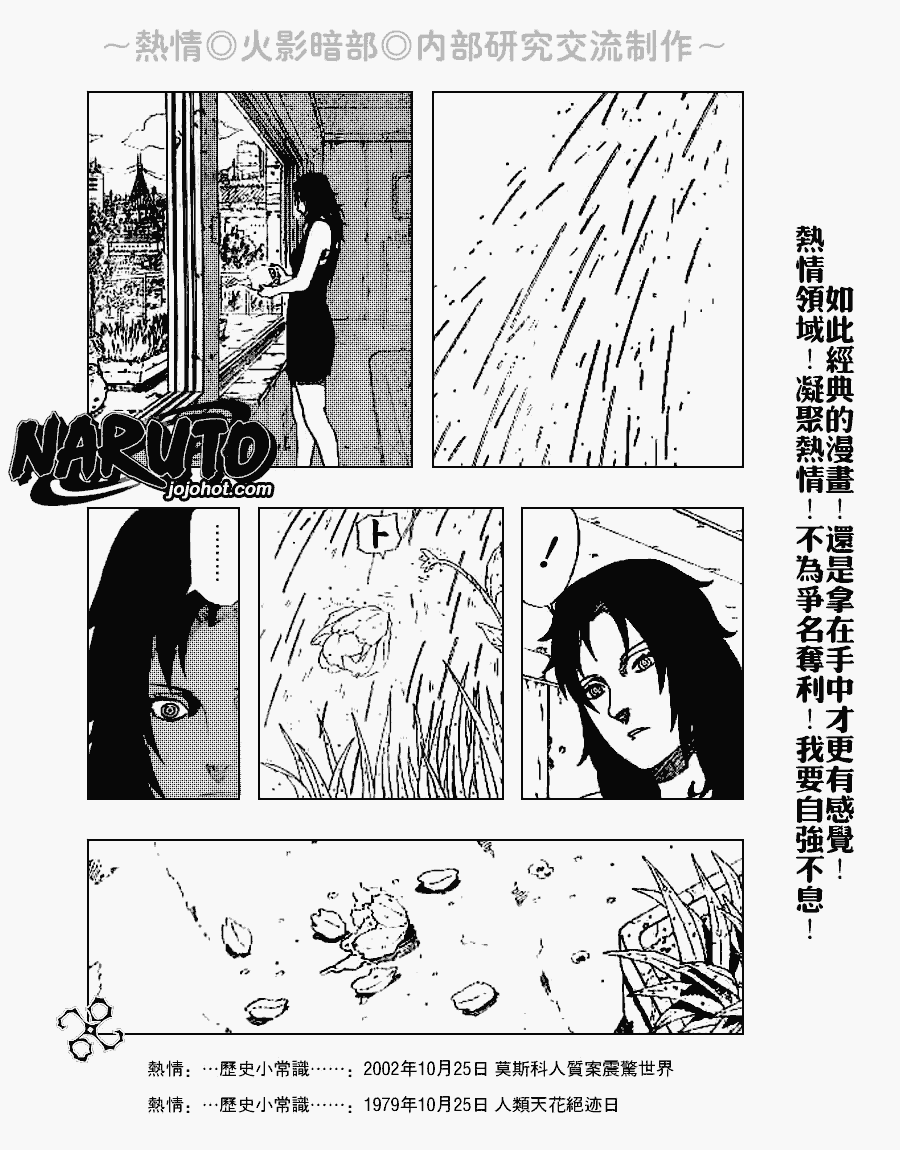 ～熱情◎火影暗部◎内部研究交流制作～
如此經典的漫畫！還是拿在手中才更有感覺！
熱情領域！凝聚熱情！不為爭名奪利！我要自強不息！
NARUTO
jojohot.com
！
ト
………
熱情：…歷史小常識……：2002年10月25日 莫斯科人質案震驚世界
熱情：…歷史小常識……：1979年10月25日 人類天花絕迹日